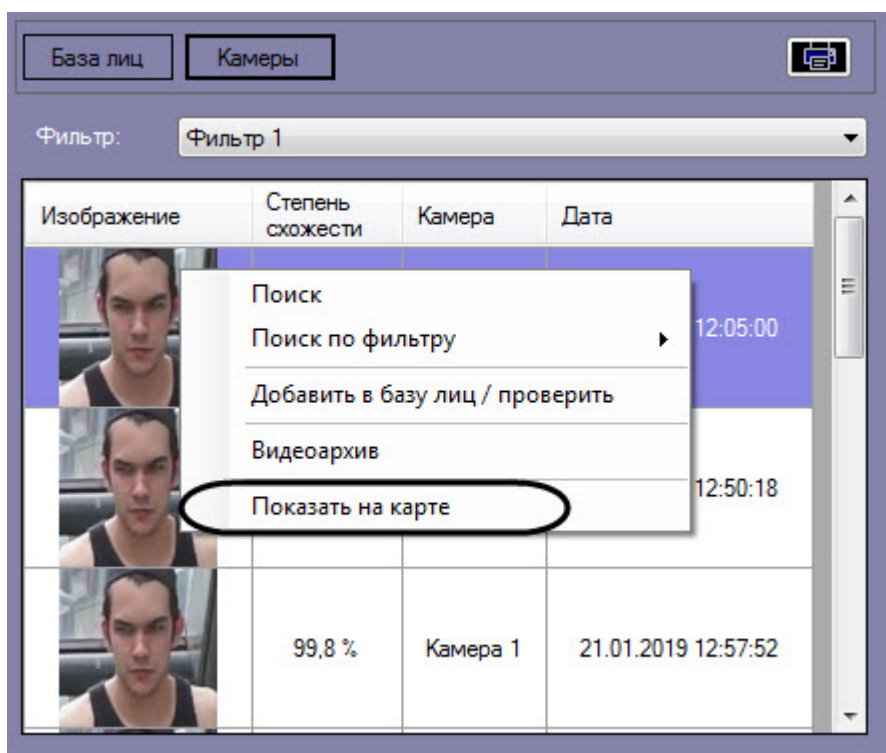 База лиц Камеры
Фильтр: Фильтр 1
Изображение Степень схожести Камера Дата
Поиск
12:05:00
Поиск по фильтру
Добавить в базу лиц / проверить
Видеоархив
12:50:18
Показать на карте
99,8 % Камера 1 21.01.2019 12:57:52